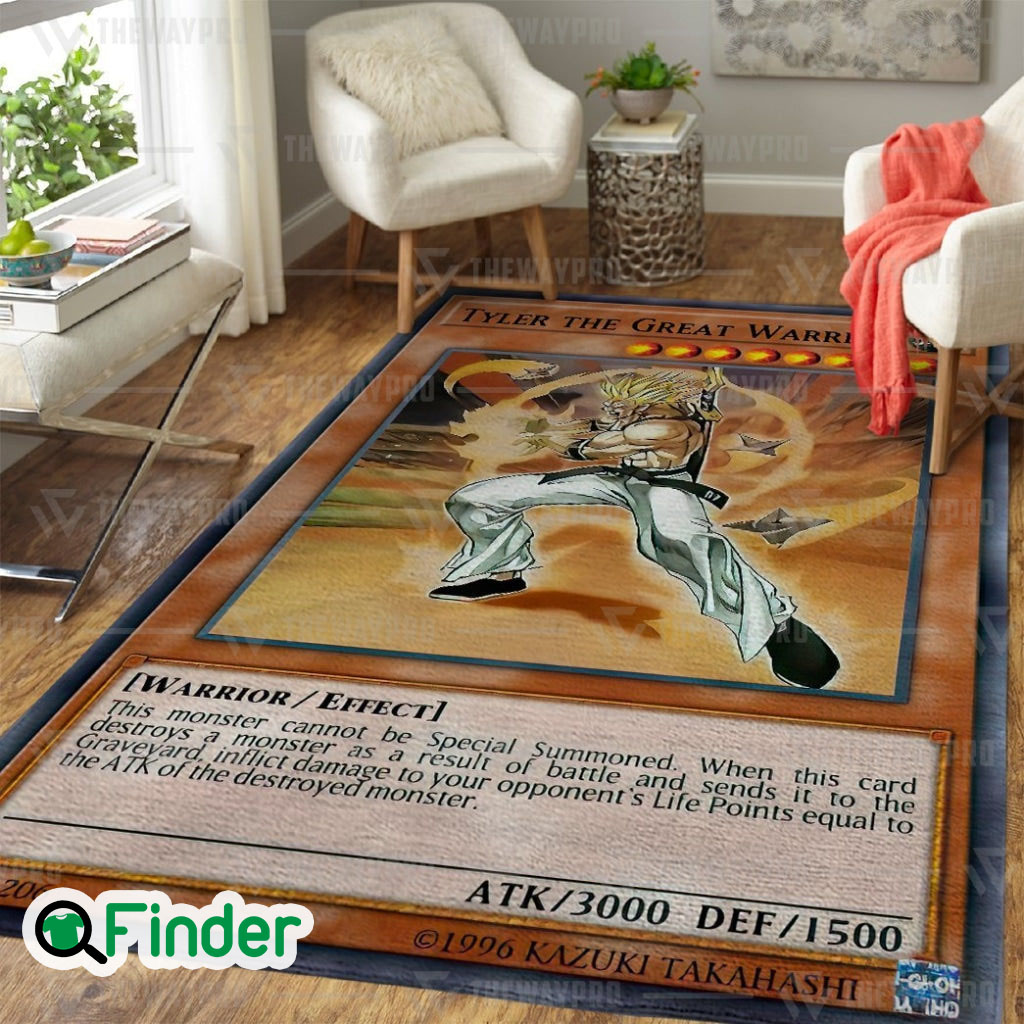 THEWAYPRO
TYLER THE GREAT WARRI
[WARRIOR / EFFECT]
This monster cannot be Special Summoned. When this card
destroys a monster as a result of battle and sends it to the
Graveyard, inflict damage to your opponent's Life Points equal to
the ATK of the destroyed monster.
ATK/3000 DEF/1500
©1996 KAZUKI TAKAHASHI
Finder